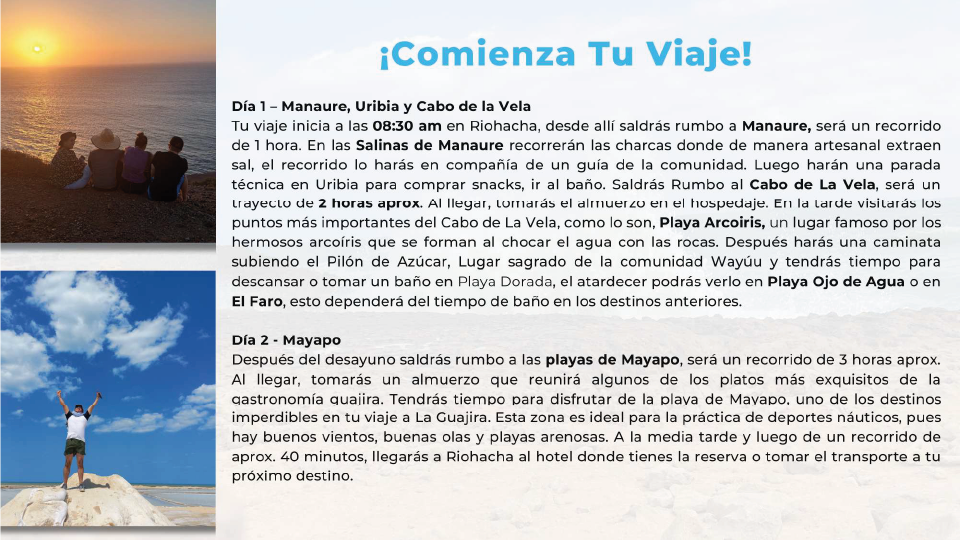 ¡Comienza Tu Viaje!
Día 1 – Manaure, Uribia y Cabo de la Vela
Tu viaje inicia a las 08:30 am en Riohacha, desde allí saldrás rumbo a Manaure, será un recorrido
de 1 hora. En las Salinas de Manaure recorrerán las charcas donde de manera artesanal extraen
sal, el recorrido lo harás en compañía de un guía de la comunidad. Luego harán una parada
técnica en Uribia para comprar snacks, ir al baño. Saldrás Rumbo al Cabo de La Vela, será un
trayecto de 2 horas aprox. Al llegar, tomarás el almuerzo en el hospedaje. En la tarde visitarás los
puntos más importantes del Cabo de La Vela, como lo son, Playa Arcoiris, un lugar famoso por los
hermosos arcoíris que se forman al chocar el agua con las rocas. Después harás una caminata
subiendo el Pilón de Azúcar, Lugar sagrado de la comunidad Wayúu y tendrás tiempo para
descansar o tomar un baño en Playa Dorada, el atardecer podrás verlo en Playa Ojo de Agua o en
El Faro, esto dependerá del tiempo de baño en los destinos anteriores.
Día 2 - Mayapo
Después del desayuno saldrás rumbo a las playas de Mayapo, será un recorrido de 3 horas aprox.
Al llegar, tomarás un almuerzo que reunirá algunos de los platos más exquisitos de la
gastronomía guajira. Tendrás tiempo para disfrutar de la playa de Mayapo, uno de los destinos
imperdibles en tu viaje a La Guajira. Esta zona es ideal para la práctica de deportes náuticos, pues
hay buenos vientos, buenas olas y playas arenosas. A la media tarde y luego de un recorrido de
aprox. 40 minutos, llegarás a Riohacha al hotel donde tienes la reserva o tomar el transporte a tu
próximo destino.